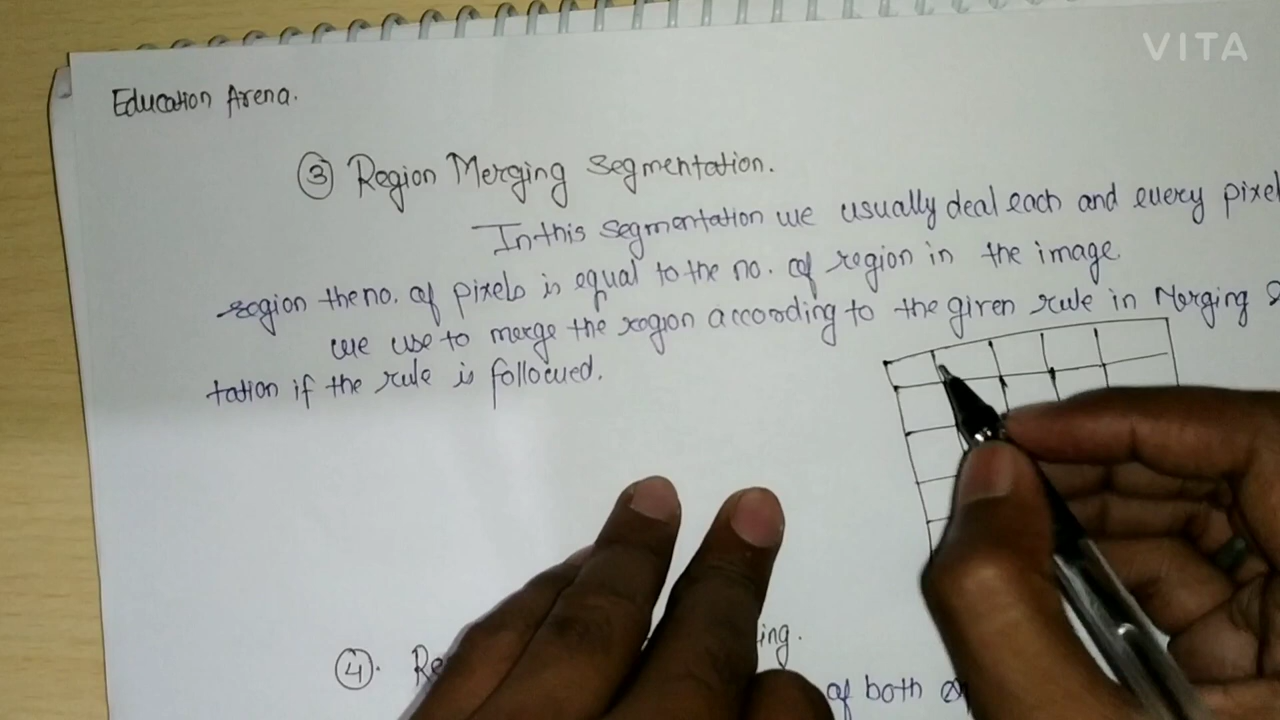 VITA
Education Arena.
③ Region Merging Segmentation.
In this segmentation we usually deal each and every pixel
region the no. of pixels is equal to the no. of region in the image.
we use to merge the region according to the given rule in Merging
tation if the rule is followed.
④.
of both